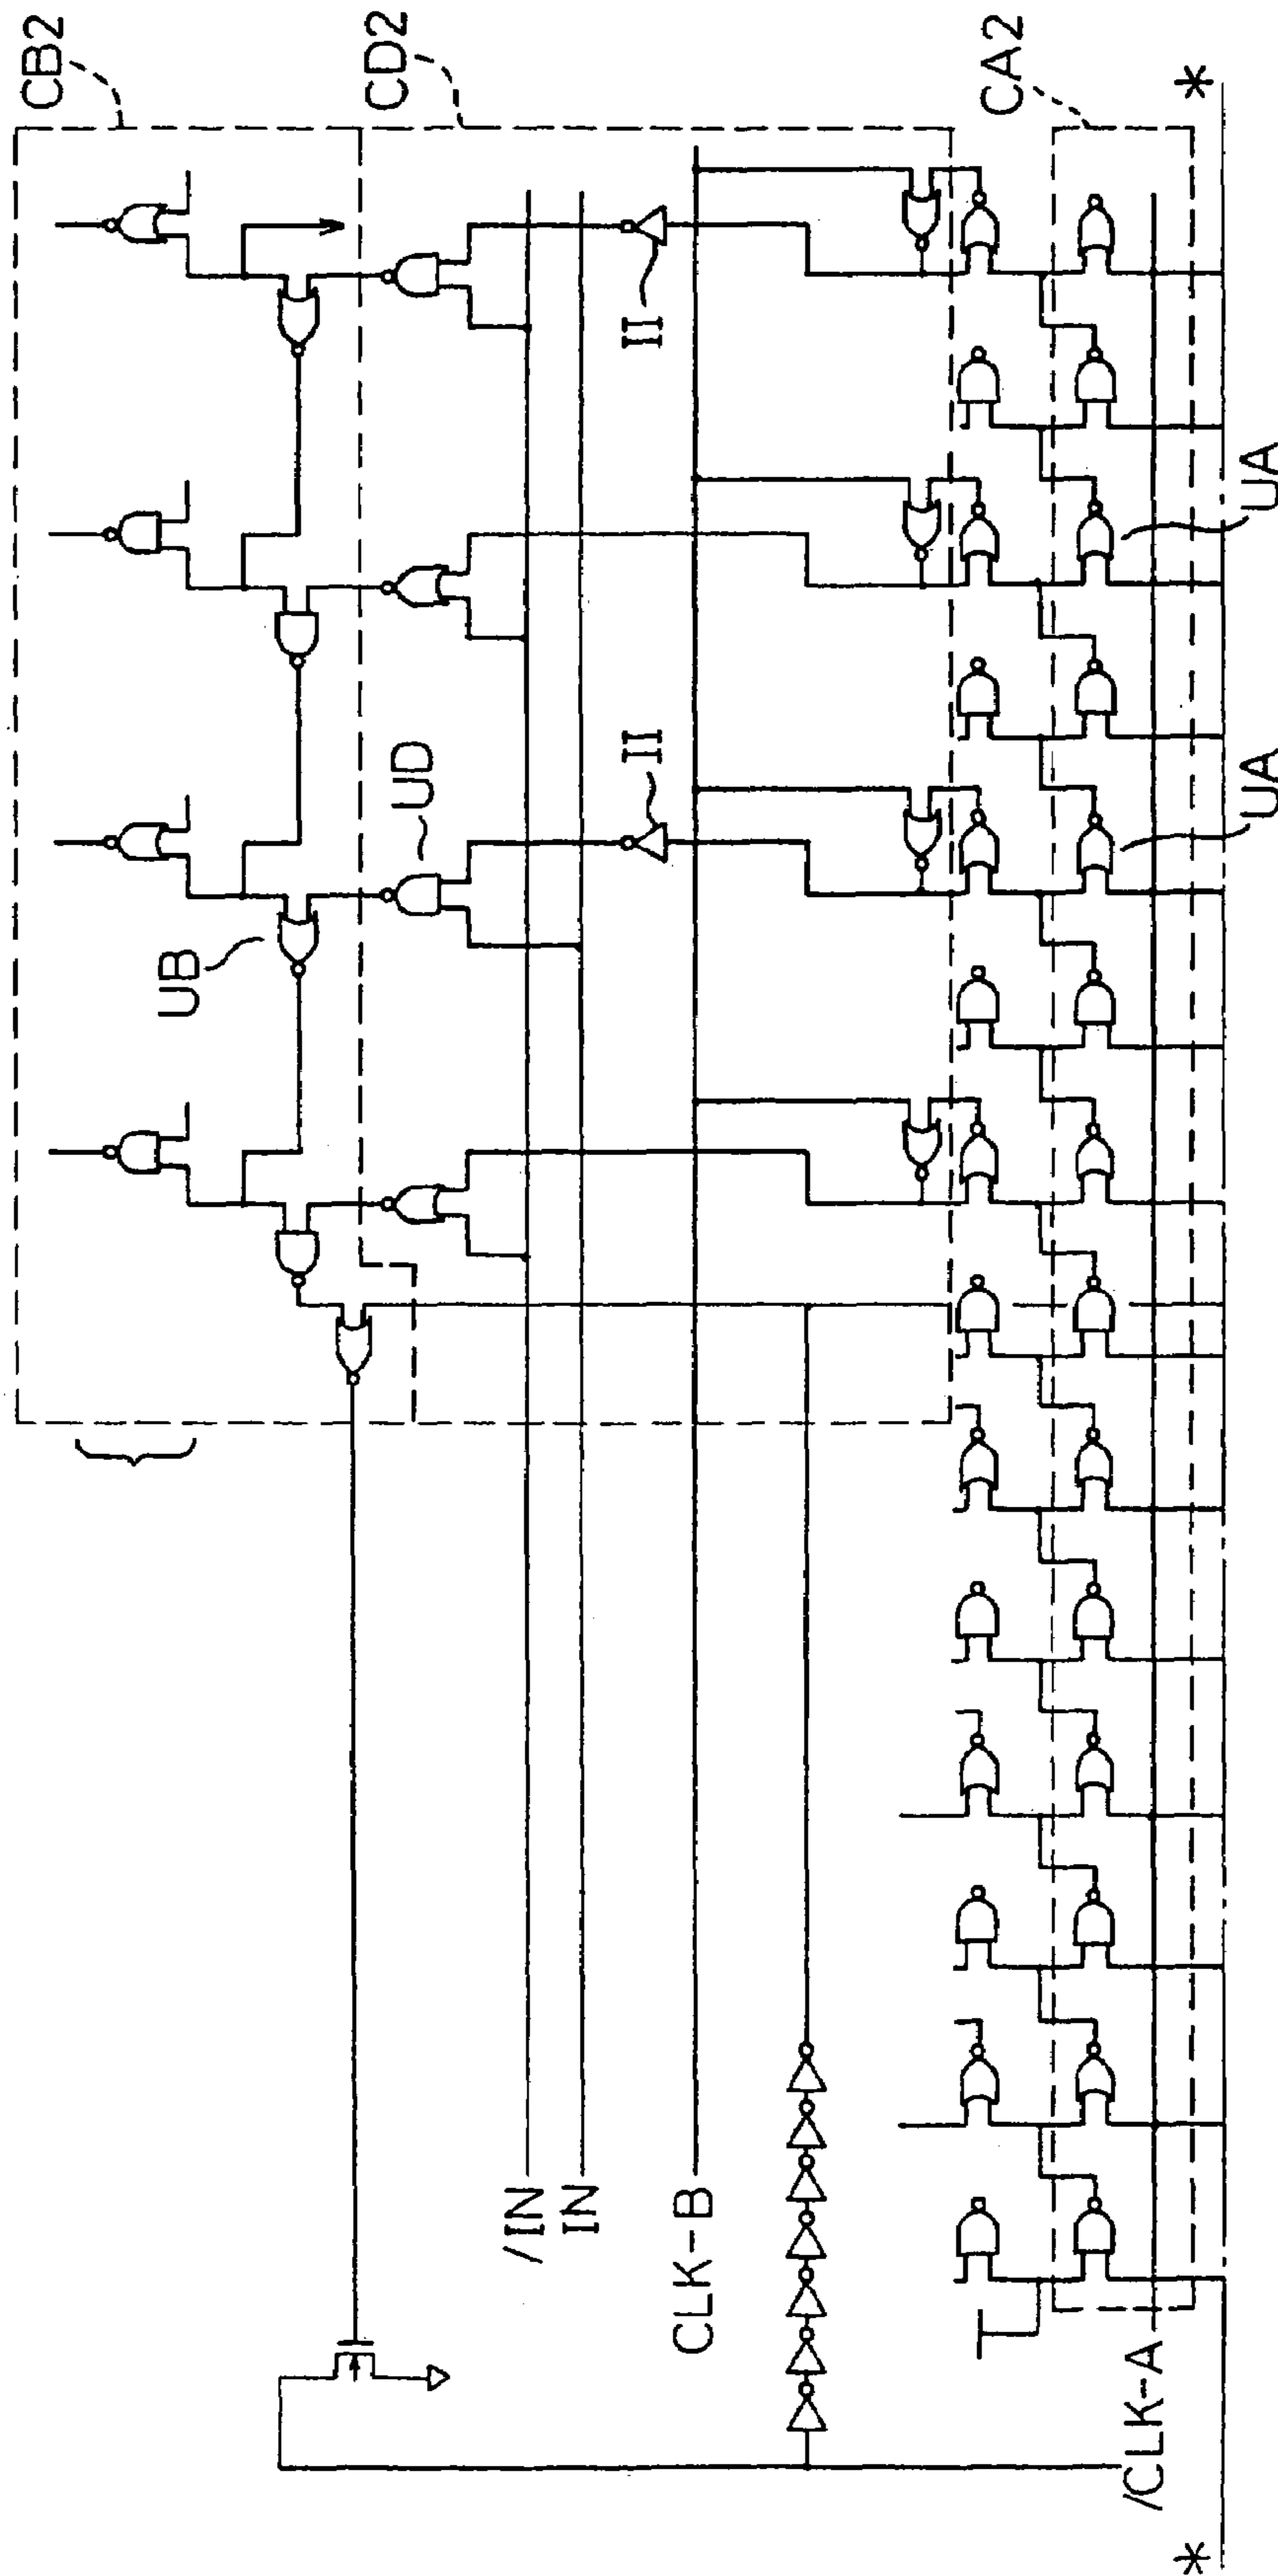 CB2
CD2
CA2
*
II
UA
UD
II
UB
UA
/IN
IN
CLK-B
/CLK-A
*